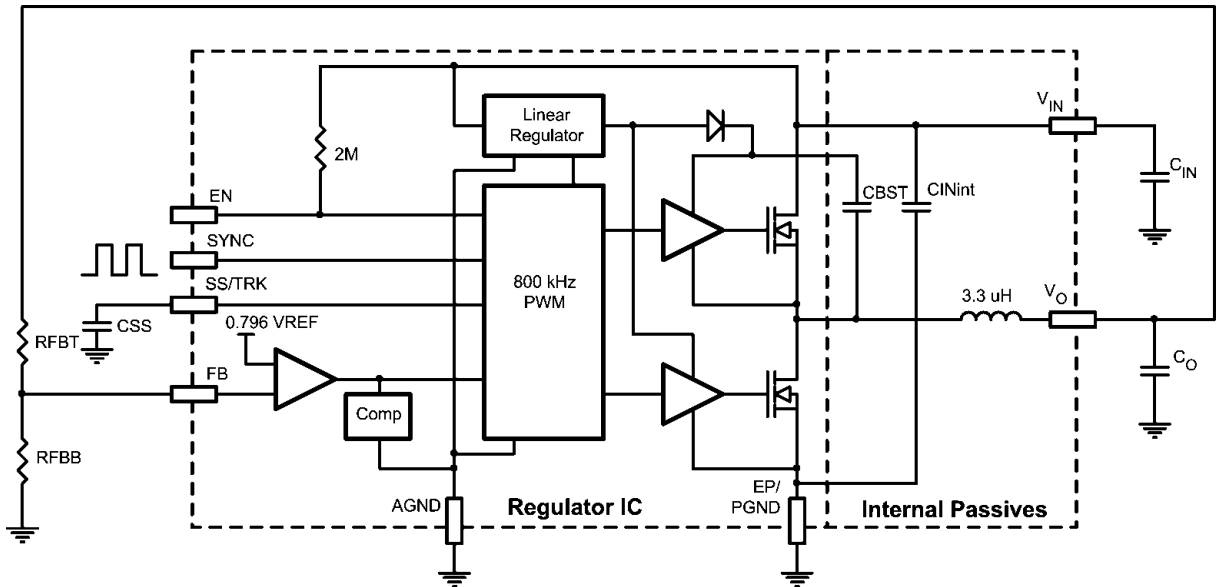 Linear
Regulator
V_IN
2M
C_IN
EN
CBST
CINint
SYNC
SS/TRK
800 kHz
PWM
3.3 uH
V_O
CSS
0.796 VREF
RFBT
FB
C_O
Comp
RFBB
AGND
Regulator IC
EP/
PGND
Internal Passives